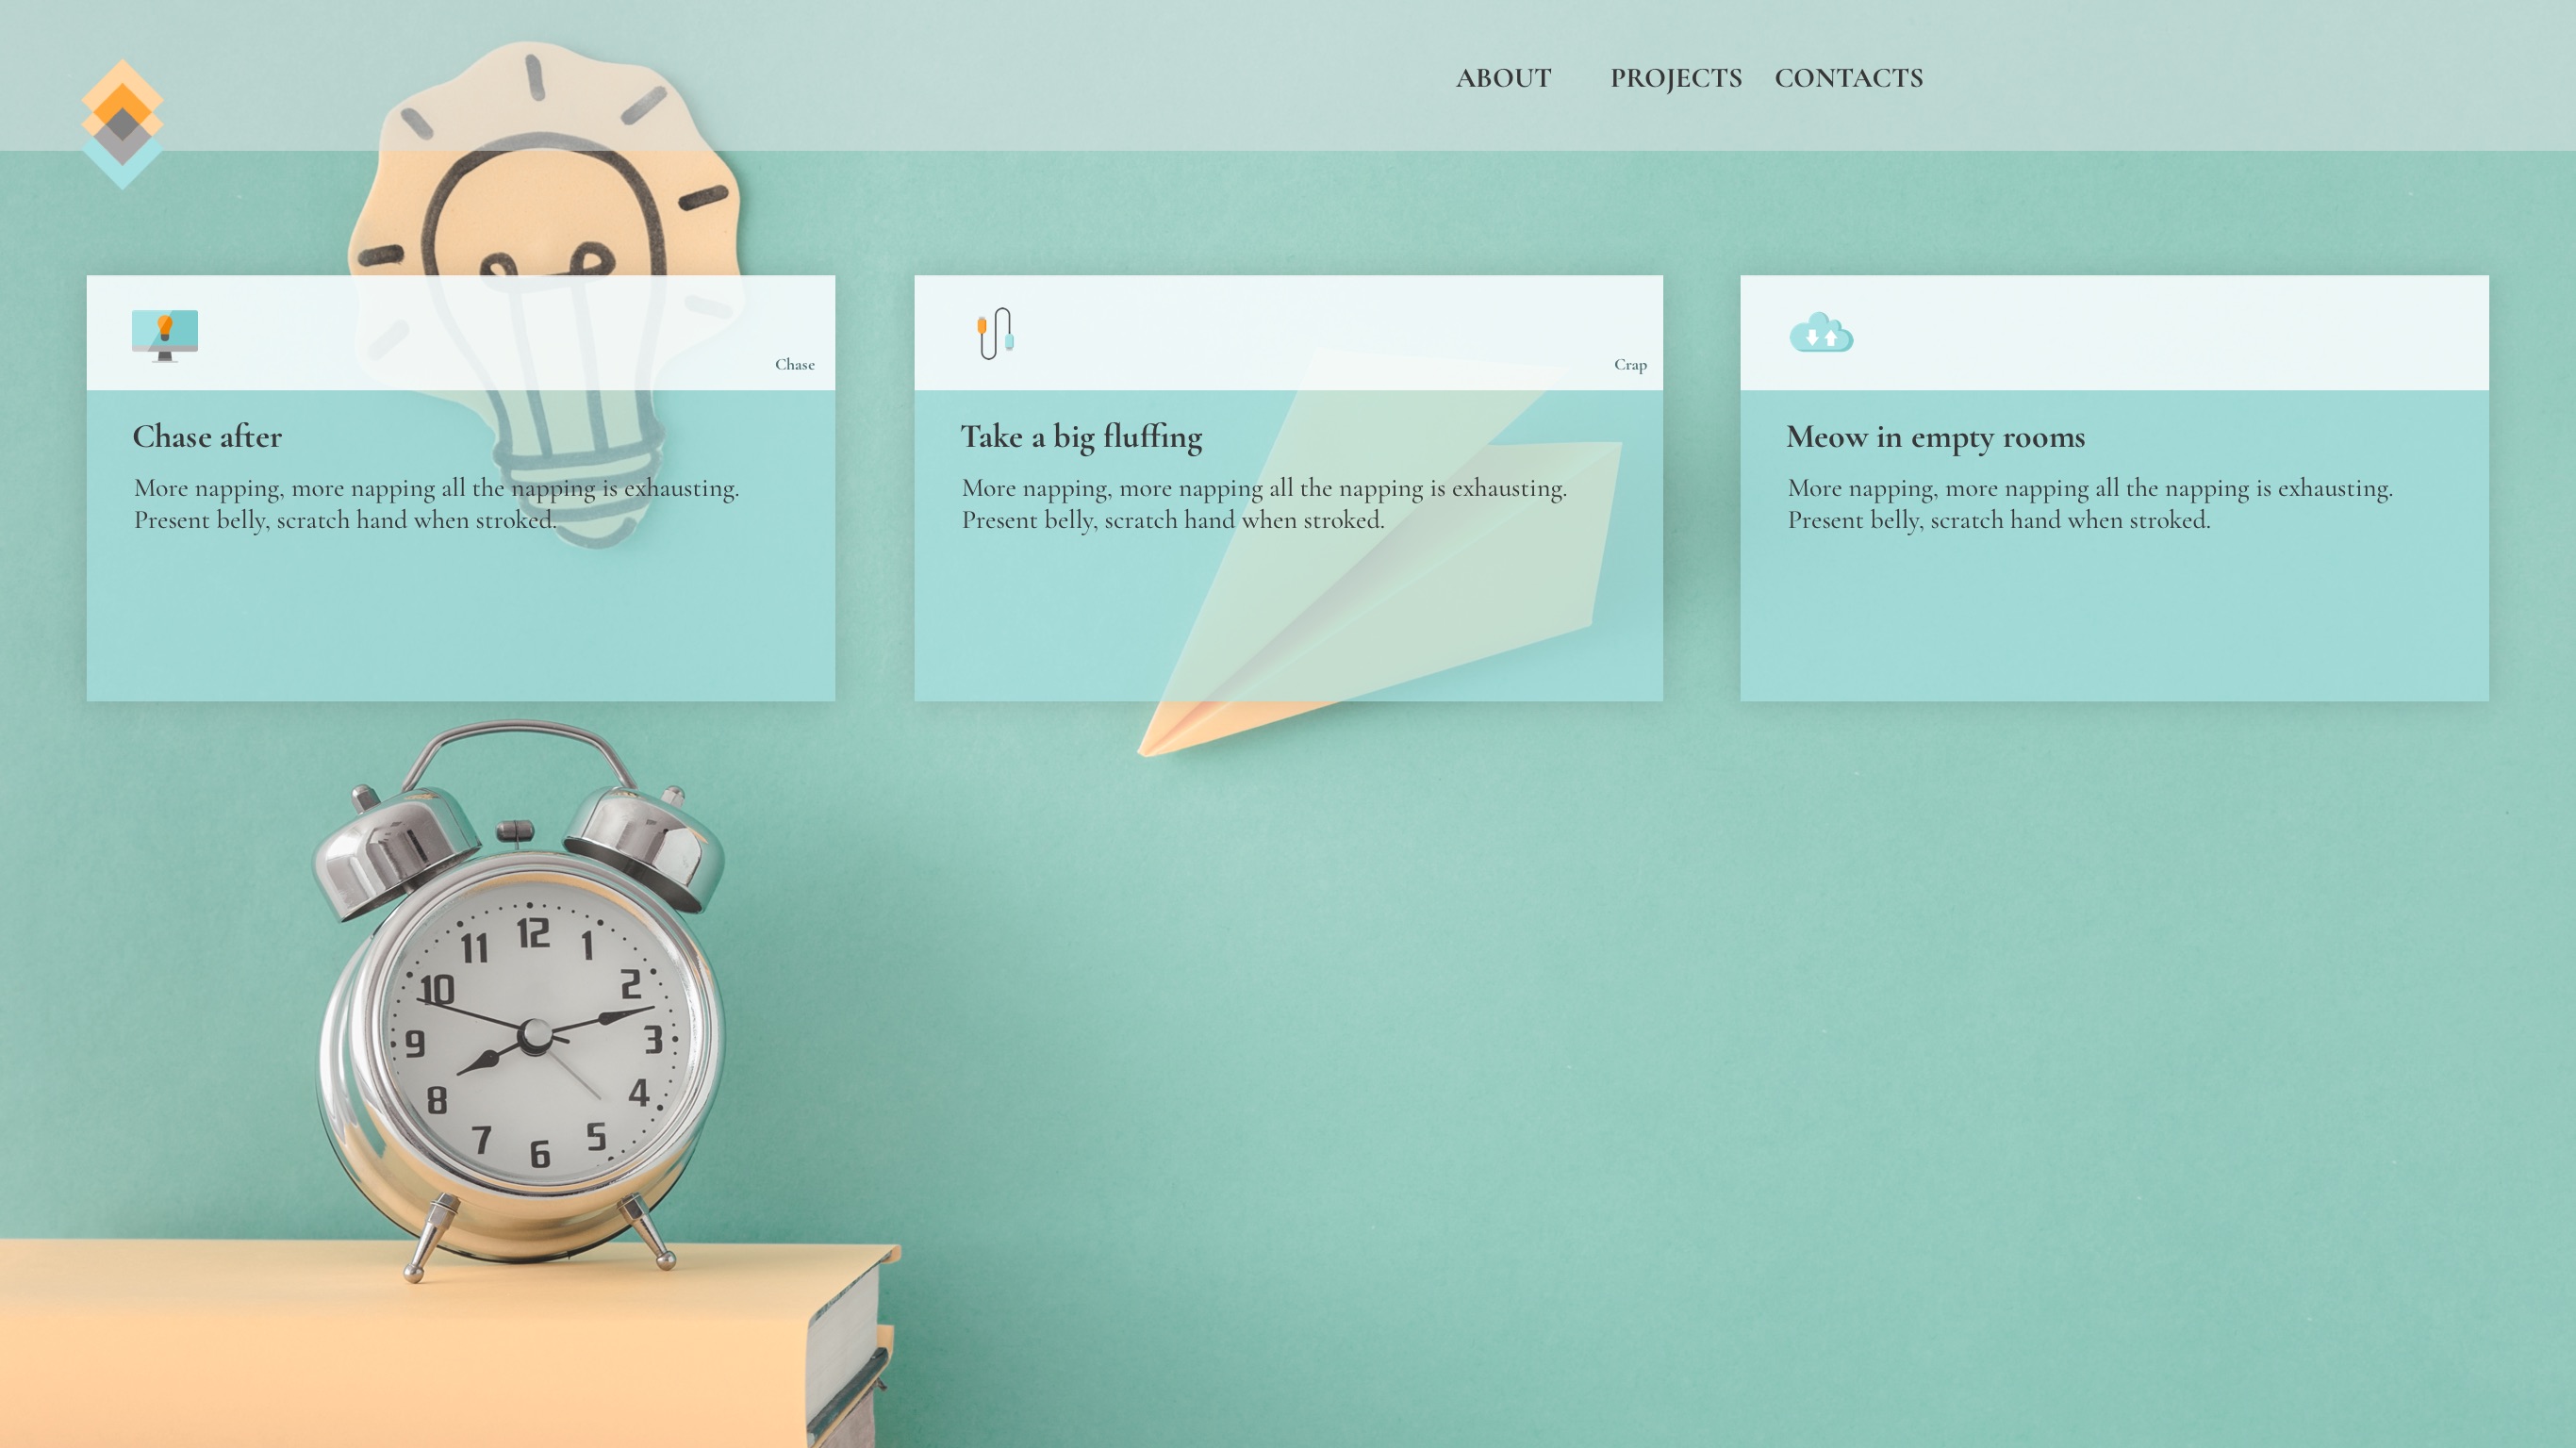 ABOUT PROJECTS CONTACTS
Chase
Chase after
More napping, more napping all the napping is exhausting.
Present belly, scratch hand when stroked.
Crap
Take a big fluffing
More napping, more napping all the napping is exhausting.
Present belly, scratch hand when stroked.
Meow in empty rooms
More napping, more napping all the napping is exhausting.
Present belly, scratch hand when stroked.
12
11 1
10 2
9 3
8 4
7 5
6